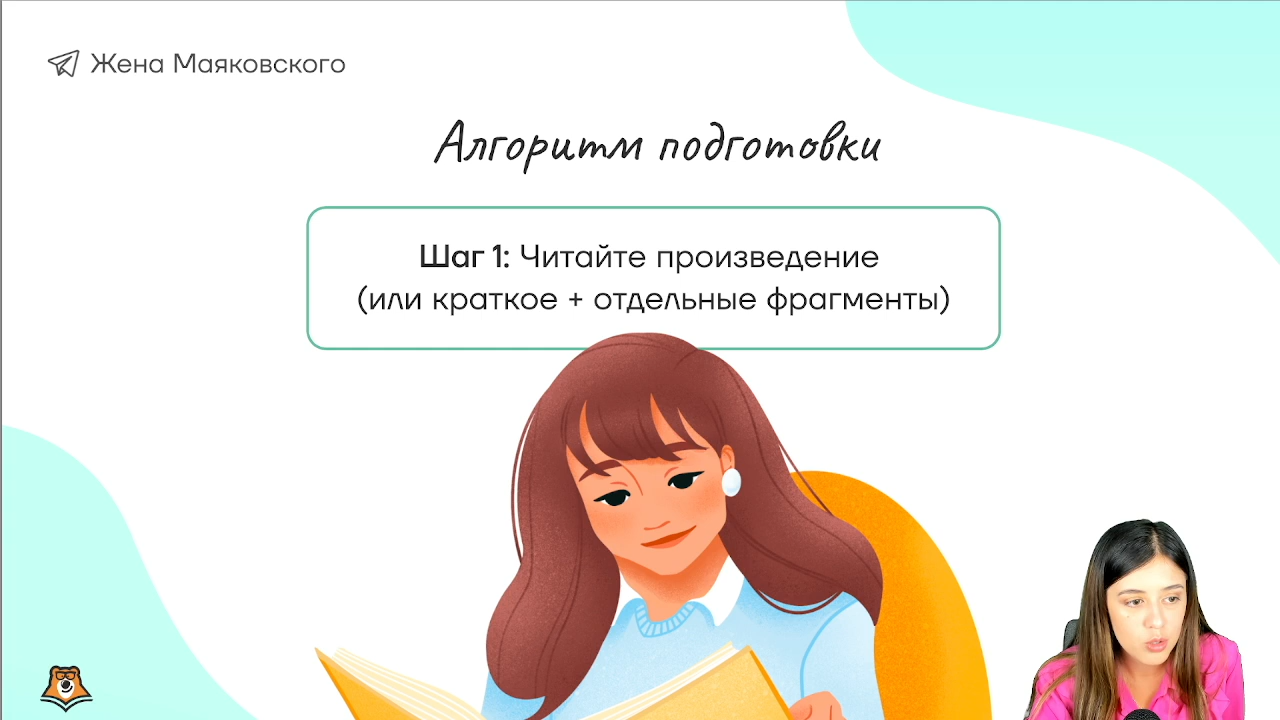 Жена Маяковского
Алгоритм подготовки
Шаг 1: Читайте произведение
(или краткое + отдельные фрагменты)